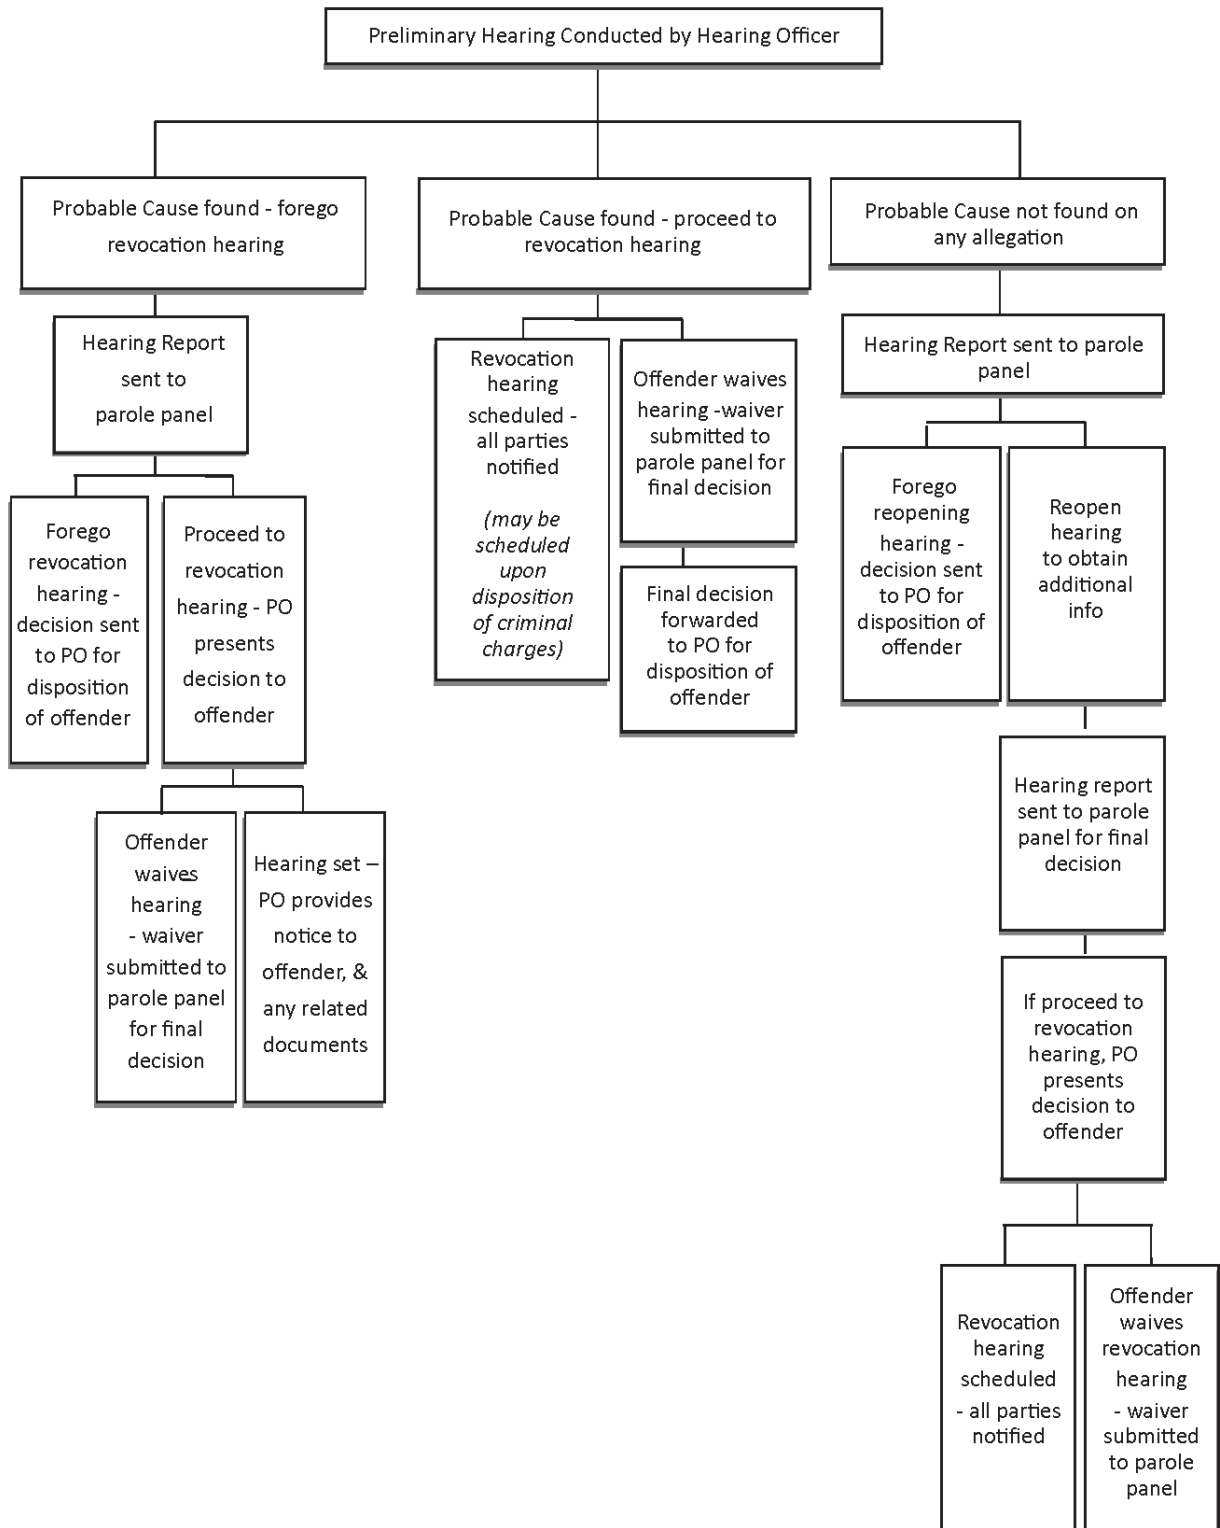 Preliminary Hearing Conducted by Hearing Officer
Probable Cause found - forego
revocation hearing
Hearing Report
sent to
parole panel
Forego
revocation
hearing -
decision sent
to PO for
disposition
of offender
Proceed to
revocation
hearing - PO
presents
decision to
offender
Offender
waives
hearing
- waiver
submitted to
parole panel
for final
decision
Hearing set –
PO provides
notice to
offender, &
any related
documents
Probable Cause found - proceed to
revocation hearing
Revocation
hearing
scheduled -
all parties
notified
(may be
scheduled
upon
disposition
of criminal
charges)
Offender waives
hearing -waiver
submitted to
parole panel for
final decision
Final decision
forwarded
to PO for
disposition of
offender
Probable Cause not found on
any allegation
Hearing Report sent to parole
panel
Forego
reopening
hearing -
decision sent
to PO for
disposition of
offender
Reopen
hearing
to obtain
additional
info
Hearing report
sent to parole
panel for final
decision
If proceed to
revocation
hearing, PO
presents
decision to
offender
Revocation
hearing
scheduled
- all parties
notified
Offender
waives
revocation
hearing
- waiver
submitted
to parole
panel